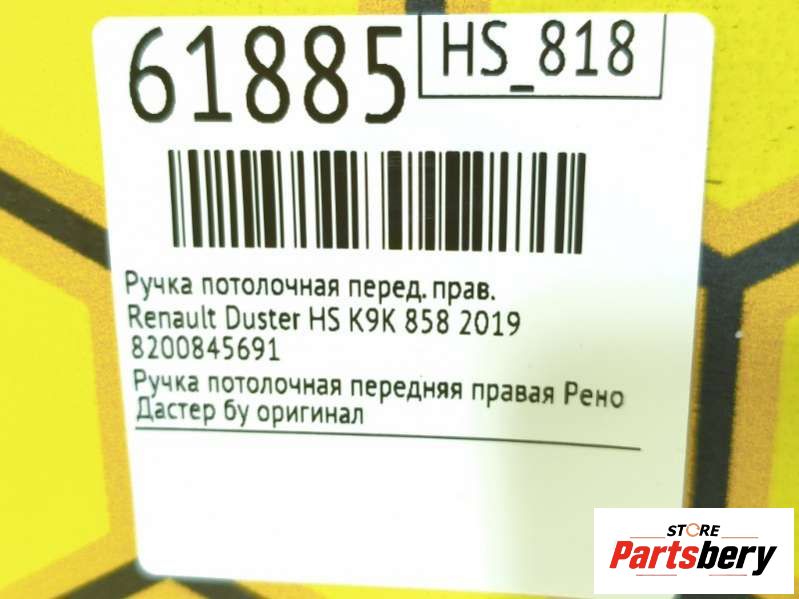 61885
HS_818
Ручка потолочная перед. прав.
Renault Duster HS K9K 858 2019
8200845691
Ручка потолочная передняя правая Рено
Дастер бу оригинал
STORE
Partsbery